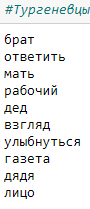 #Тургеневцы
брат
ответить
мать
рабочий
дед
взгляд
улыбнуться
газета
дядя
лицо